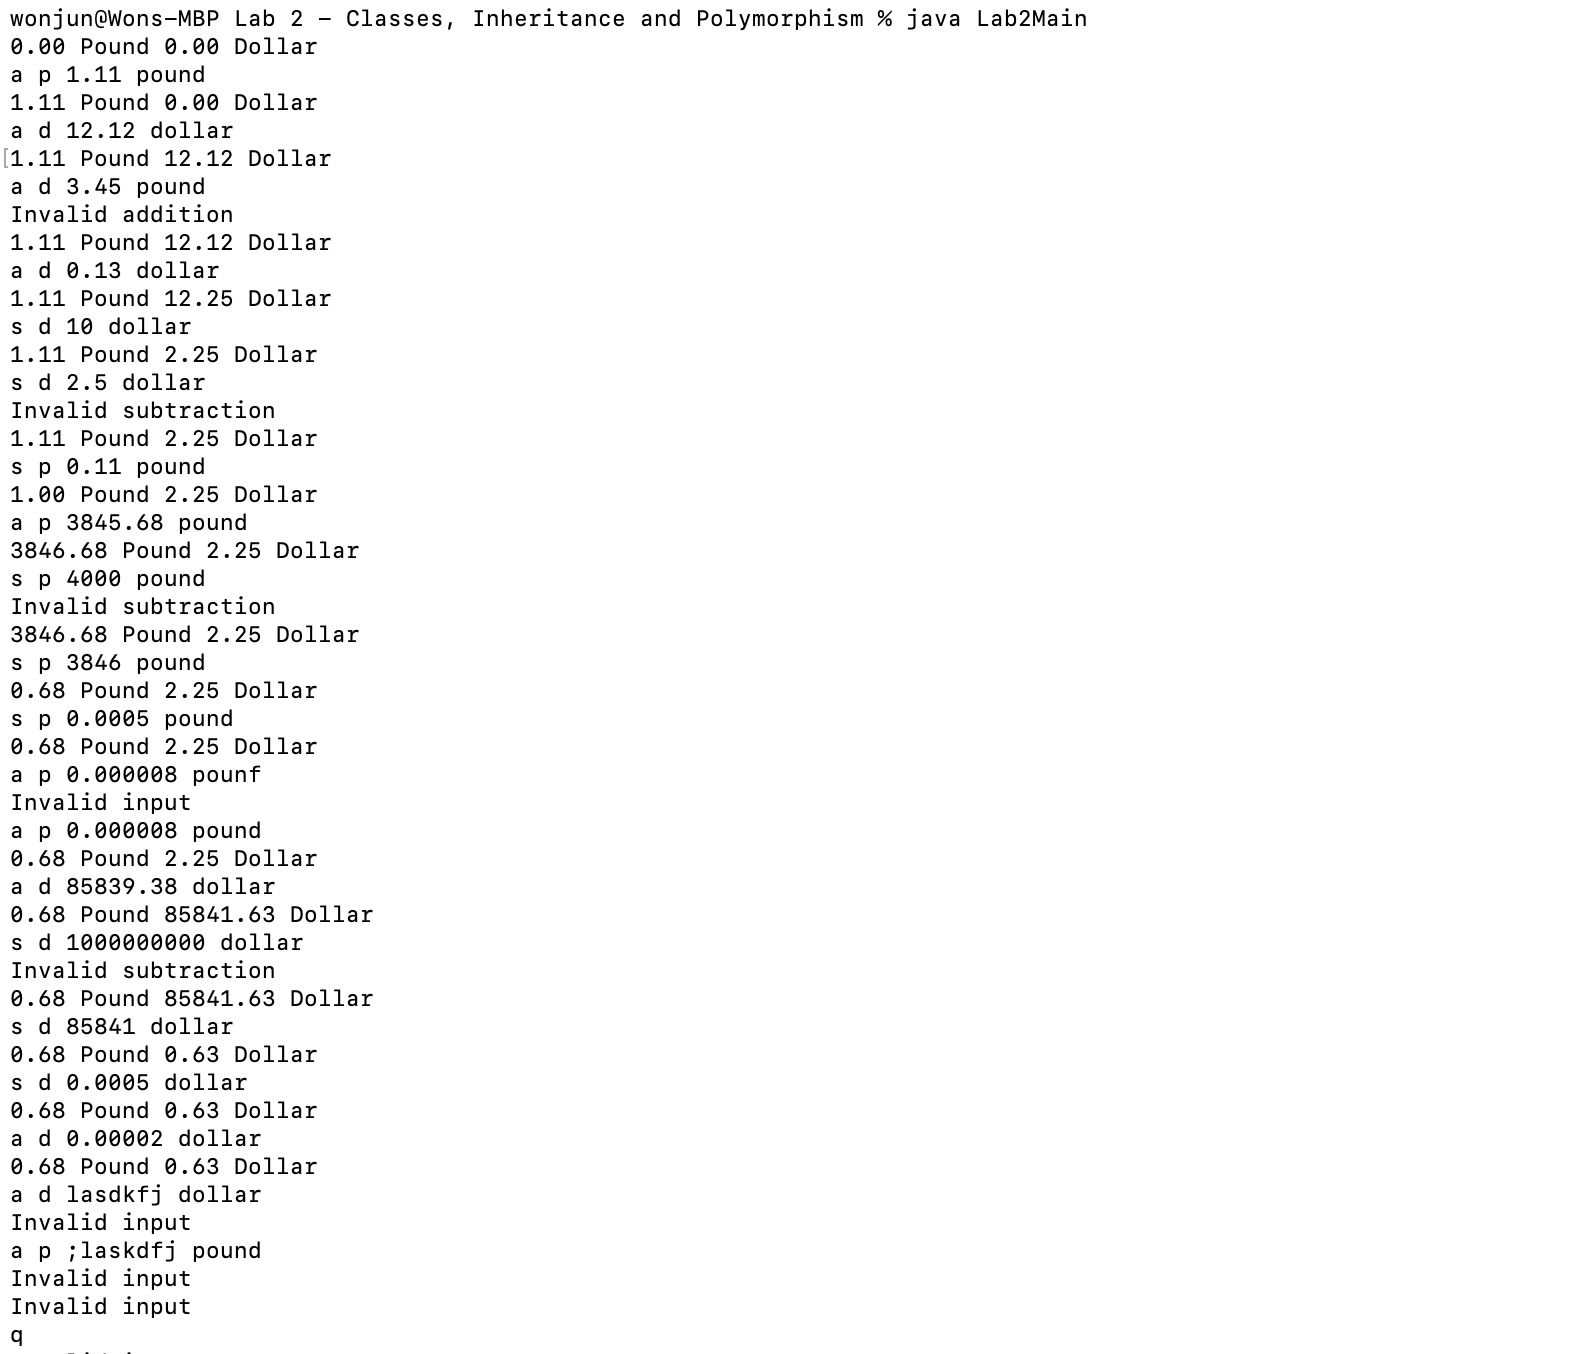 wonjun@Wons-MBP Lab 2 - Classes, Inheritance and Polymorphism % java Lab2Main
0.00 Pound 0.00 Dollar
a p 1.11 pound
1.11 Pound 0.00 Dollar
a d 12.12 dollar
[1.11 Pound 12.12 Dollar
a d 3.45 pound
Invalid addition
1.11 Pound 12.12 Dollar
a d 0.13 dollar
1.11 Pound 12.25 Dollar
s d 10 dollar
1.11 Pound 2.25 Dollar
s d 2.5 dollar
Invalid subtraction
1.11 Pound 2.25 Dollar
s p 0.11 pound
1.00 Pound 2.25 Dollar
a p 3845.68 pound
3846.68 Pound 2.25 Dollar
s p 4000 pound
Invalid subtraction
3846.68 Pound 2.25 Dollar
s p 3846 pound
0.68 Pound 2.25 Dollar
s p 0.0005 pound
0.68 Pound 2.25 Dollar
a p 0.000008 pounf
Invalid input
a p 0.000008 pound
0.68 Pound 2.25 Dollar
a d 85839.38 dollar
0.68 Pound 85841.63 Dollar
s d 1000000000 dollar
Invalid subtraction
0.68 Pound 85841.63 Dollar
s d 85841 dollar
0.68 Pound 0.63 Dollar
s d 0.0005 dollar
0.68 Pound 0.63 Dollar
a d 0.00002 dollar
0.68 Pound 0.63 Dollar
a d lasdkfj dollar
Invalid input
a p ;laskdfj pound
Invalid input
Invalid input
q